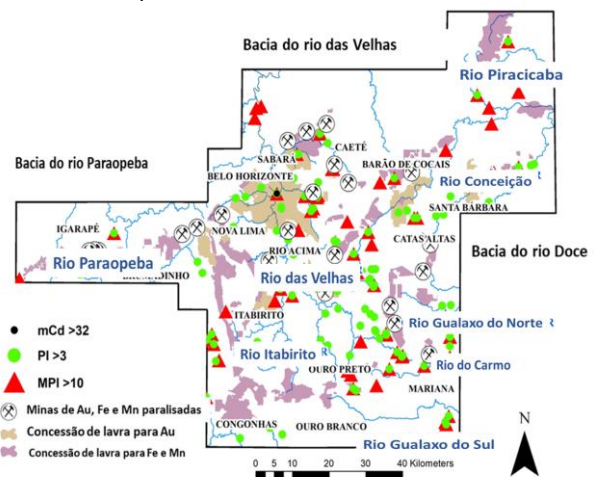 Bacia do rio das Velhas
Rio Piracicaba
Bacia do rio Paraopeba
CAETÉ
SABARÁ
BARÃO DE COCAIS
BELO HORIZONTE
Rio Conceição
SANTA BÁRBARA
IGARAPÉ
NOVA LIMA
CATAS ALTAS
RIO ACIMA
Bacia do rio Doce
Rio Paraopeba
Rio das Velhas
ITABIRITO
Rio Gualaxo do Norte
mCd >32
PI >3
Rio Itabirito
Rio do Carmo
OURO PRETO
MPI >10
MARIANA
Minas de Au, Fe e Mn paralisadas
CONGONHAS
OURO BRANCO
Concessão de lavra para Au
N
Rio Gualaxo do Sul
Concessão de lavra para Fe e Mn
0 5 10 20 30 40 Kilometers